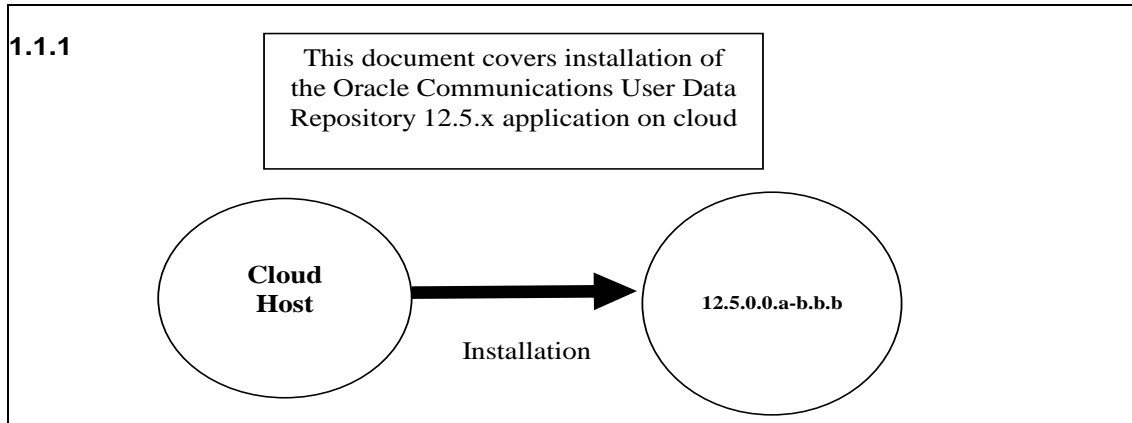 1.1.1
This document covers installation of
the Oracle Communications User Data
Repository 12.5.x application on cloud
Cloud
Host
12.5.0.0.a-b.b.b
Installation